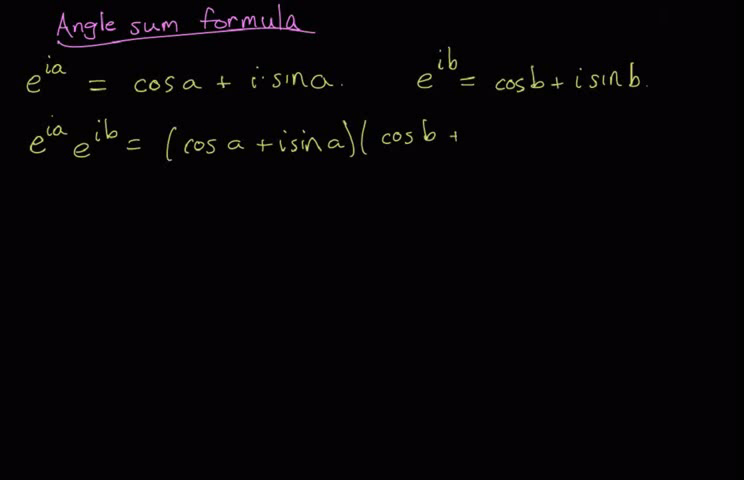 Angle sum formula
e^{ia} = cos a + i·sin a. e^{ib} = cos b + i sin b.
e^{ia} e^{ib} = (cos a + i sin a)( cos b +